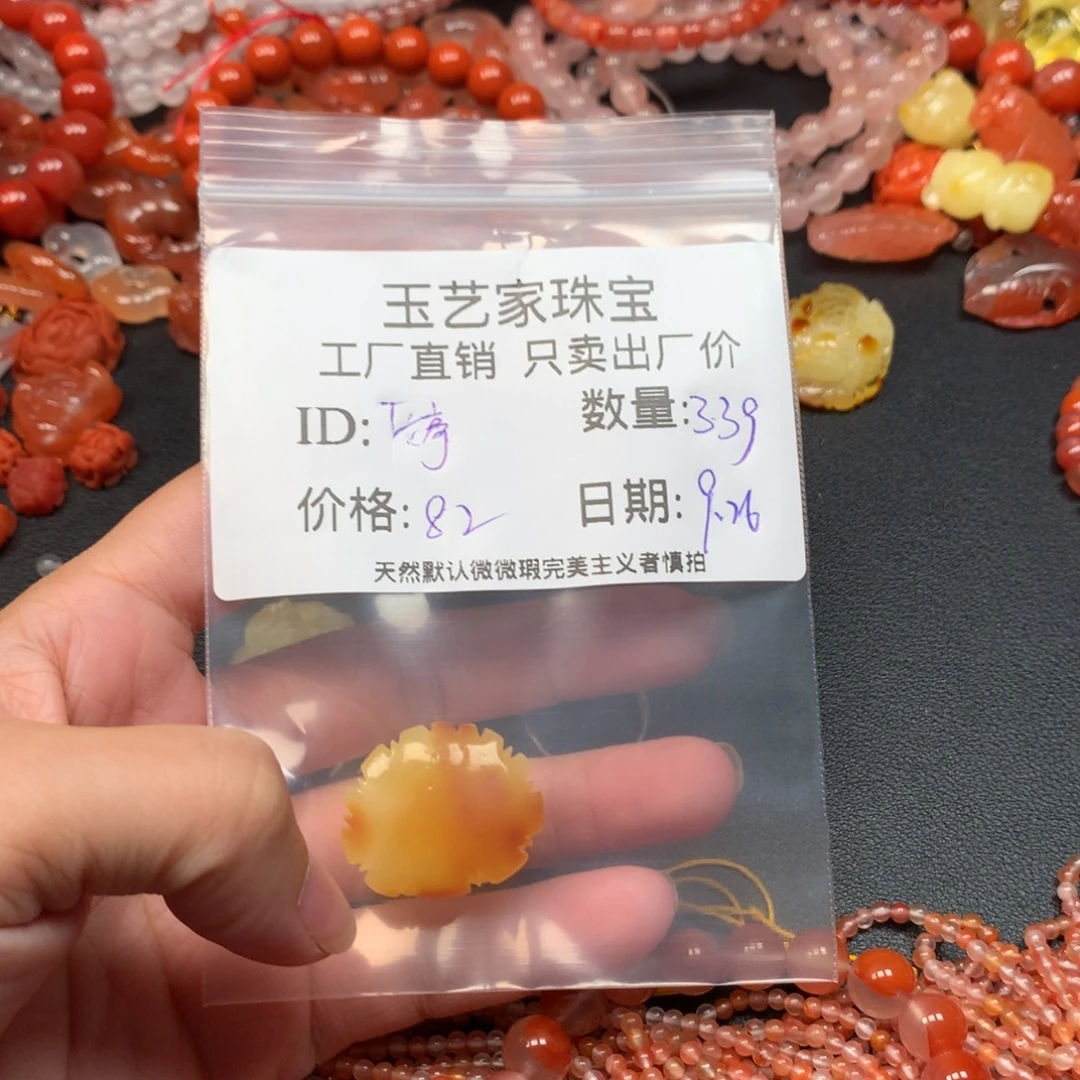 玉艺家珠宝
工厂直销 只卖出厂价
ID: 数量:339
价格:82 日期:9.26
天然默认微微瑕完美主义者慎拍